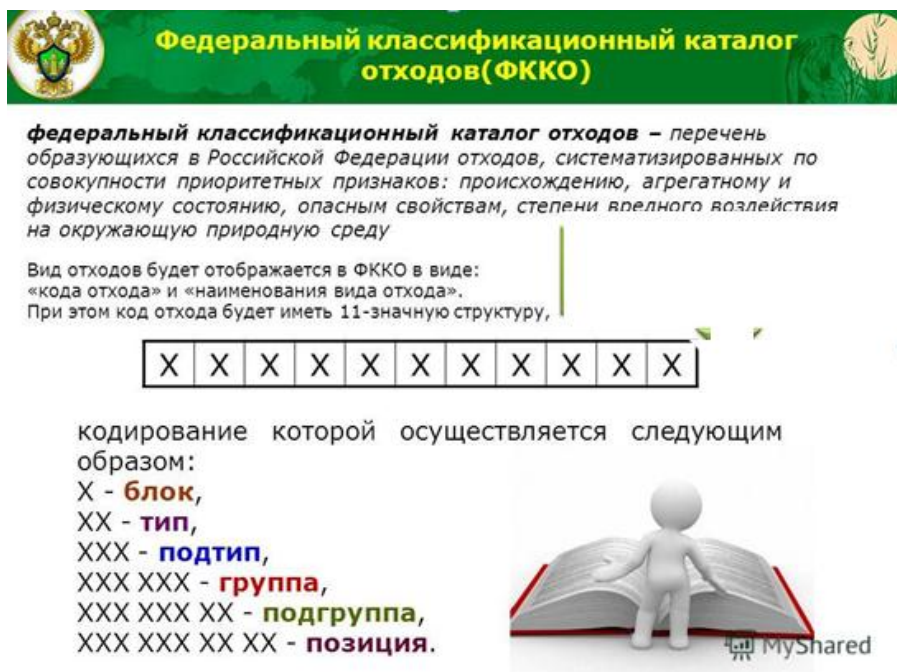 Федеральный классификационный каталог
отходов(ФККО)
федеральный классификационный каталог отходов – перечень
образующихся в Российской Федерации отходов, систематизированных по
совокупности приоритетных признаков: происхождению, агрегатному и
физическому состоянию, опасным свойствам, степени вредного воздействия
на окружающую природную среду
Вид отходов будет отображается в ФККО в виде:
«кода отхода» и «наименования вида отхода».
При этом код отхода будет иметь 11-значную структуру,
X X X X X X X X X X X
кодирование которой осуществляется следующим
образом:
X - блок,
XX - тип,
XXX - подтип,
XXX XXX - группа,
XXX XXX XX - подгруппа,
XXX XXX XX XX - позиция.
MyShared